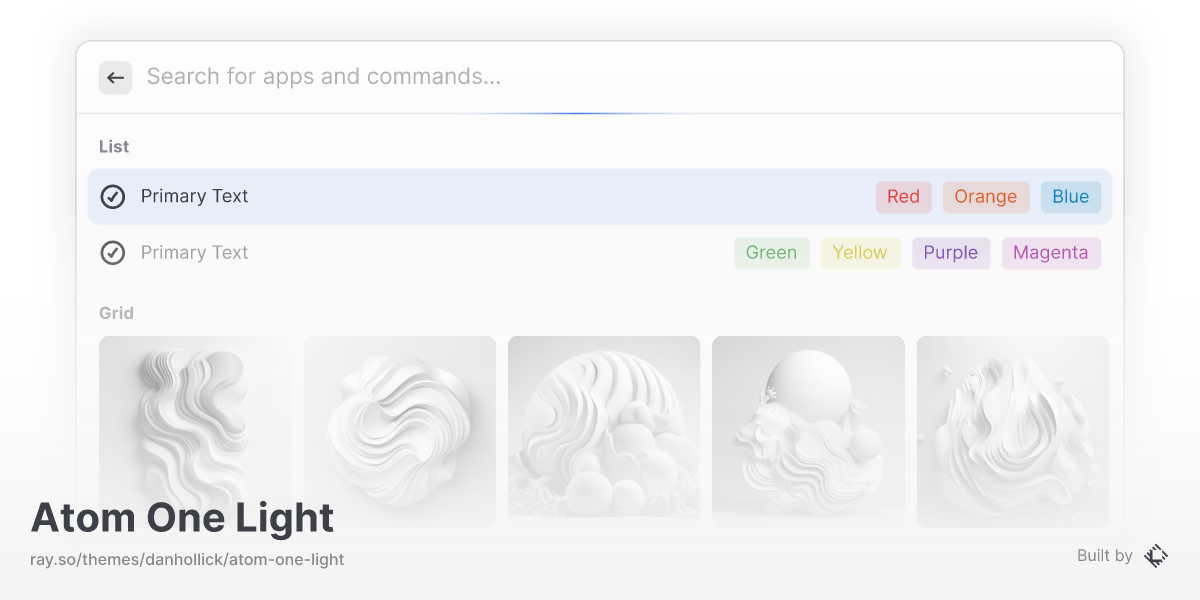 Search for apps and commands...
List
Primary Text Red Orange Blue
Primary Text Green Yellow Purple Magenta
Grid
Atom One Light
ray.so/themes/danhollick/atom-one-light
Built by